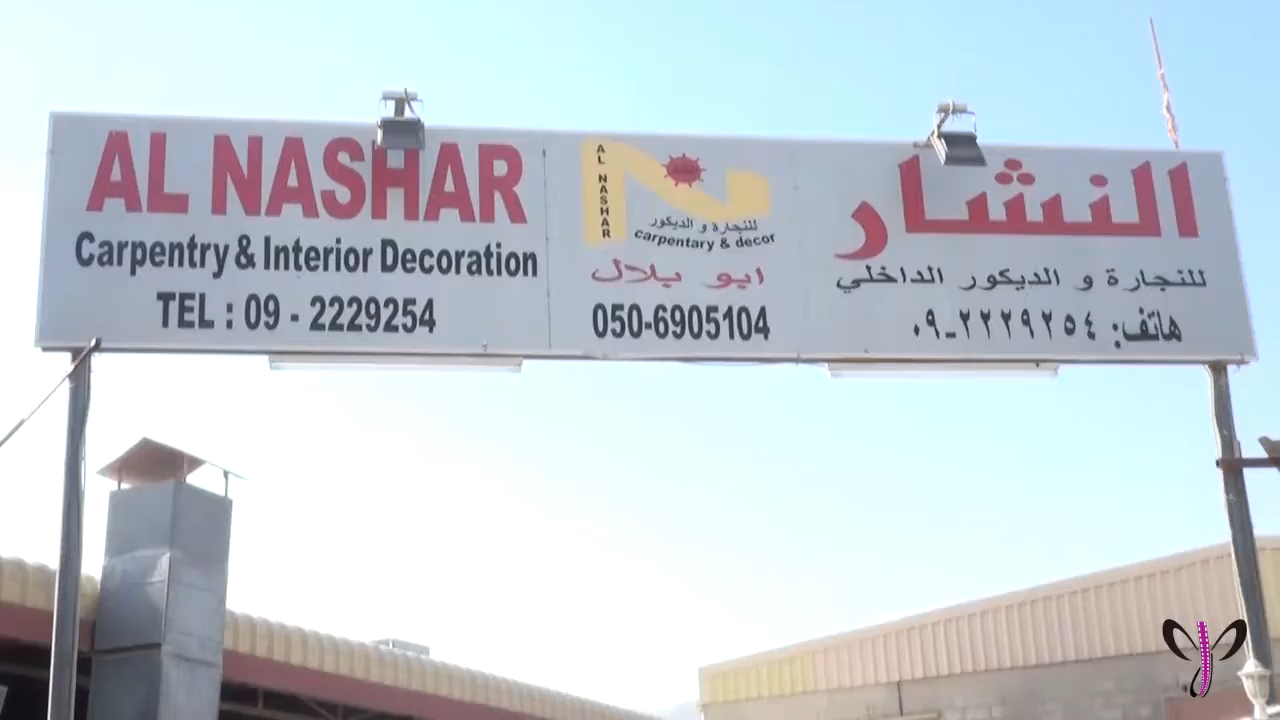 AL NASHAR
Carpentry & Interior Decoration
TEL : 09 - 2229254
AL NASHAR
للنجارة و الديكور
carpentary & decor
ابو بلال
050-6905104
النشار
للنجارة و الديكور الداخلي
هاتف: ٢٢٢٩٢٥٤-٠٩